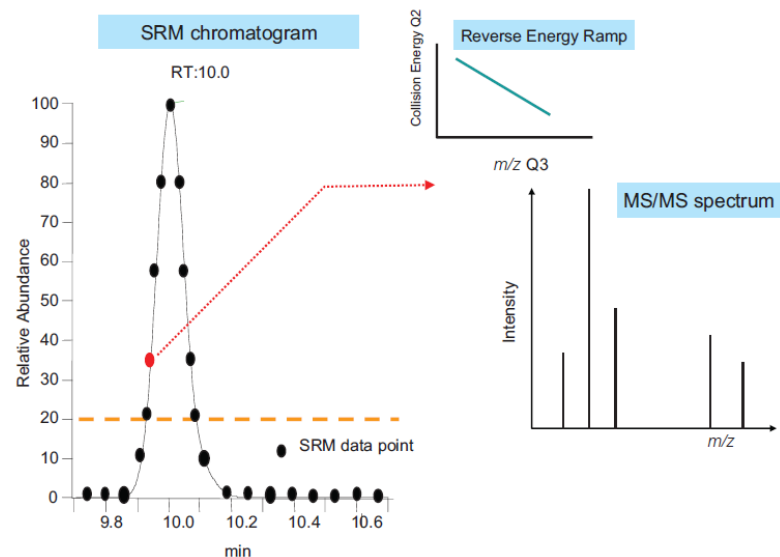 SRM chromatogram
RT:10.0
Relative Abundance
100
90
80
70
60
50
40
30
20
10
0
9.8
10.0
10.2
10.4
10.6
min
SRM data point
Reverse Energy Ramp
Collision Energy Q2
m/z Q3
MS/MS spectrum
Intensity
m/z